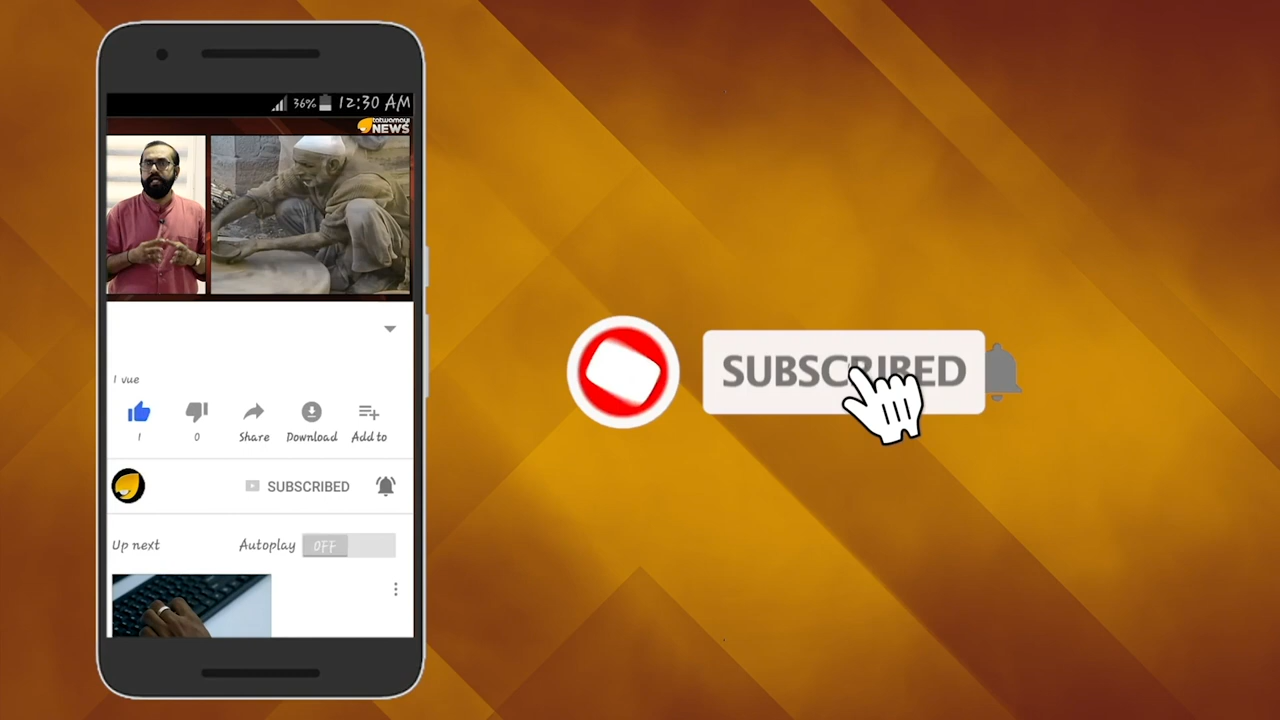 36% 12:30 AM
tatwamayi
NEWS
1 vue
1 0 Share Download Add to
SUBSCRIBED
Up next Autoplay OFF
SUBSCRIBED